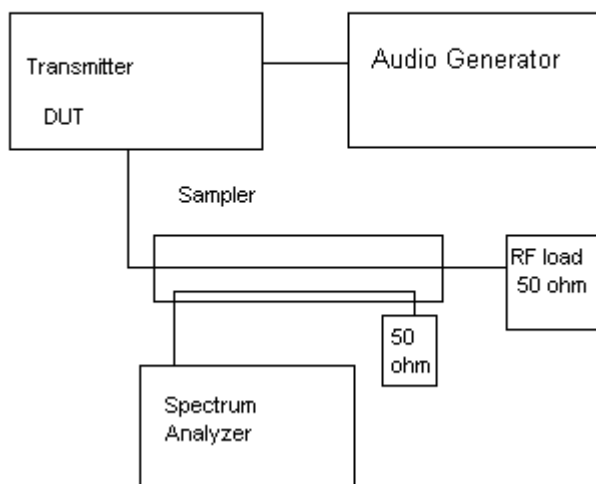 Transmitter
DUT
Audio Generator
Sampler
RF load
50 ohm
50
ohm
Spectrum
Analyzer